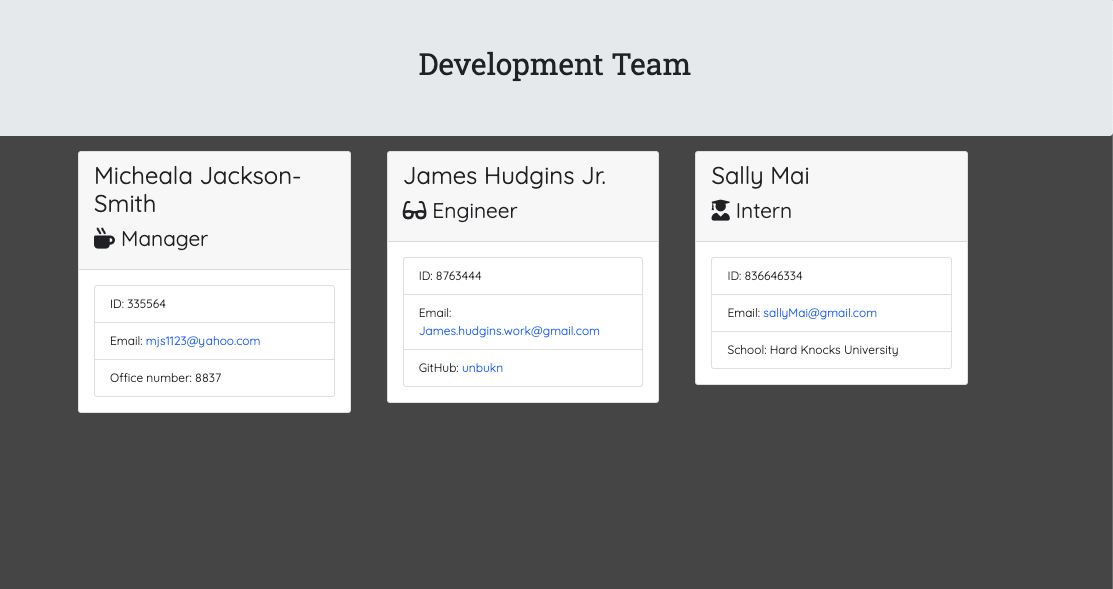 Development Team
Micheala Jackson-
Smith
Manager
ID: 335564
Email: mjs1123@yahoo.com
Office number: 8837
James Hudgins Jr.
Engineer
ID: 8763444
Email:
James.hudgins.work@gmail.com
GitHub: unbukn
Sally Mai
Intern
ID: 836646334
Email: sallyMai@gmail.com
School: Hard Knocks University